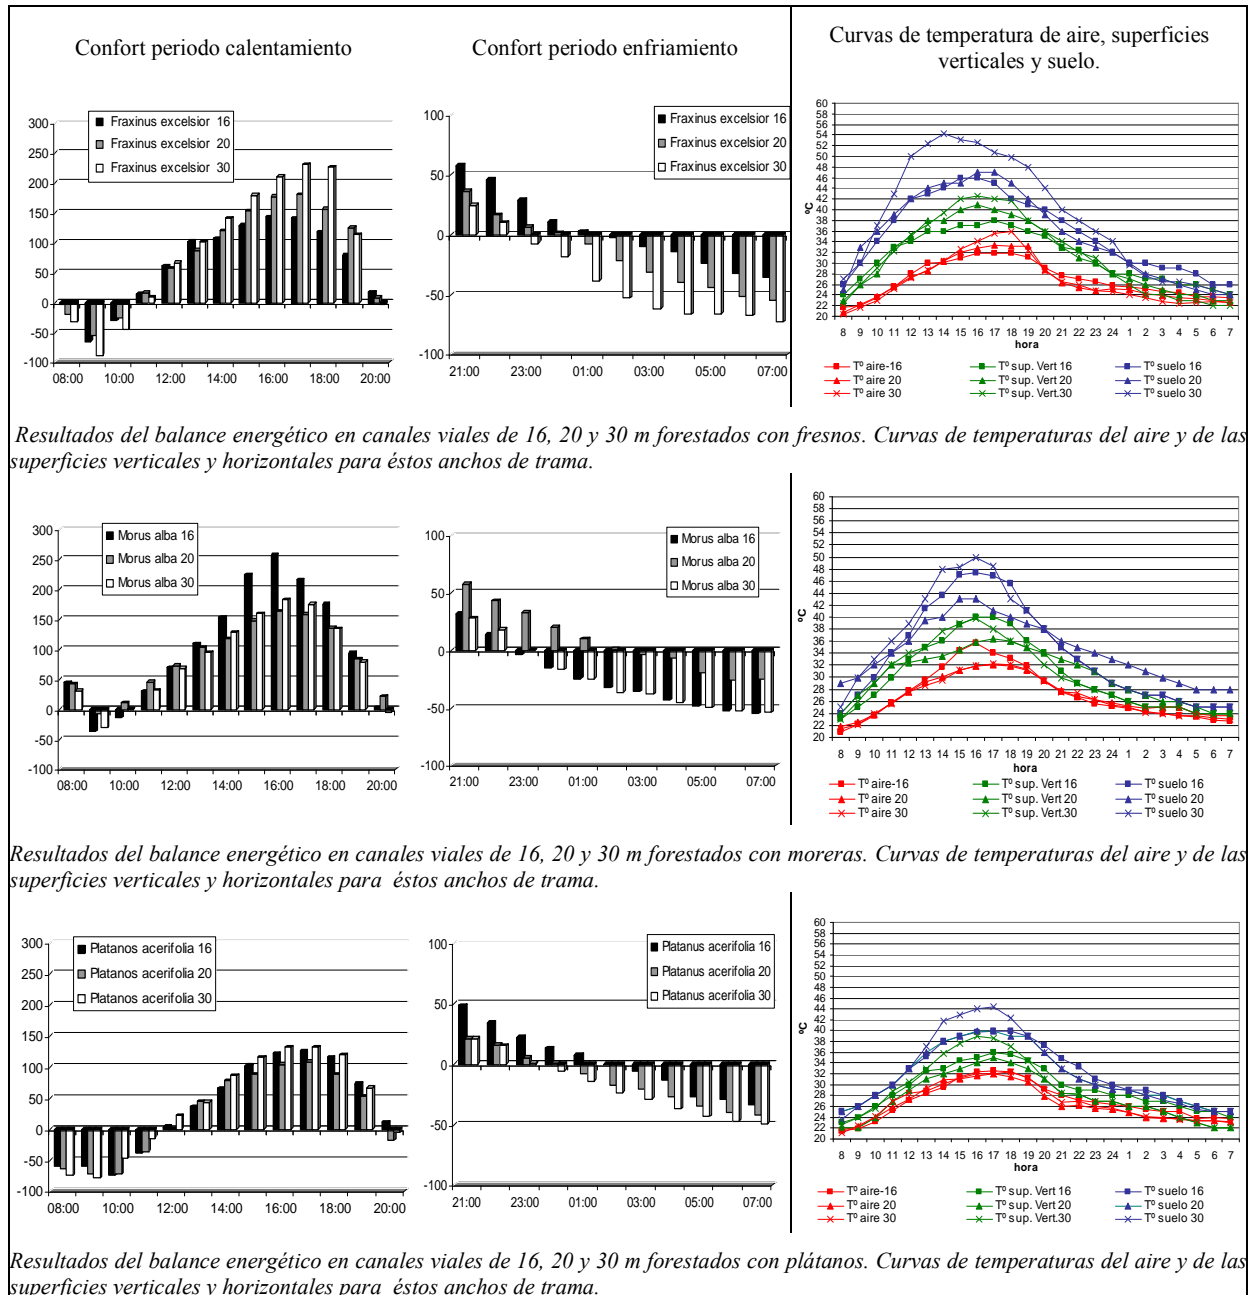 Confort periodo calentamiento
Confort periodo enfriamiento
Curvas de temperatura de aire, superficies
verticales y suelo.
Fraxinus excelsior 16
Fraxinus excelsior 20
Fraxinus excelsior 30
300
250
200
150
100
50
0
-50
-100
08:00 10:00 12:00 14:00 16:00 18:00 20:00
Fraxinus excelsior 16
Fraxinus excelsior 20
Fraxinus excelsior 30
100
50
0
-50
-100
21:00 23:00 01:00 03:00 05:00 07:00
60
58
56
54
52
50
48
46
44
42
40
38
36
34
32
30
28
26
24
22
20
ºC
8 9 10 11 12 13 14 15 16 17 18 19 20 21 22 23 24 1 2 3 4 5 6 7
hora
Tº aire-16 Tº sup. Vert 16 Tº suelo 16
Tº aire 20 Tº sup. Vert 20 Tº suelo 20
Tº aire 30 Tº sup. Vert.30 Tº suelo 30
Resultados del balance energético en canales viales de 16, 20 y 30 m forestados con fresnos. Curvas de temperaturas del aire y de las
superficies verticales y horizontales para éstos anchos de trama.
Morus alba 16
Morus alba 20
Morus alba 30
300
250
200
150
100
50
0
-50
-100
08:00 10:00 12:00 14:00 16:00 18:00 20:00
Morus alba 16
Morus alba 20
Morus alba 30
100
50
0
-50
-100
21:00 23:00 01:00 03:00 05:00 07:00
60
58
56
54
52
50
48
46
44
42
40
38
36
34
32
30
28
26
24
22
20
ºC
8 9 10 11 12 13 14 15 16 17 18 19 20 21 22 23 24 1 2 3 4 5 6 7
hora
Tº aire-16 Tº sup. Vert 16 Tº suelo 16
Tº aire 20 Tº sup. Vert 20 Tº suelo 20
Tº aire 30 Tº sup. Vert.30 Tº suelo 30
Resultados del balance energético en canales viales de 16, 20 y 30 m forestados con moreras. Curvas de temperaturas del aire y de las
superficies verticales y horizontales para éstos anchos de trama.
Platanos acerifolia 16
Platanos acerifolia 20
Platanos acerifolia 30
300
250
200
150
100
50
0
-50
-100
08:00 10:00 12:00 14:00 16:00 18:00 20:00
Platanus acerifolia 16
Platanus acerifolia 20
Platanus acerifolia 30
100
50
0
-50
-100
21:00 23:00 01:00 03:00 05:00 07:00
60
58
56
54
52
50
48
46
44
42
40
38
36
34
32
30
28
26
24
22
20
ºC
8 9 10 11 12 13 14 15 16 17 18 19 20 21 22 23 24 1 2 3 4 5 6 7
hora
Tº aire-16 Tº sup. Vert 16 Tº suelo 16
Tº aire 20 Tº sup. Vert 20 Tº suelo 20
Tº aire 30 Tº sup. Vert.30 Tº suelo 30
Resultados del balance energético en canales viales de 16, 20 y 30 m forestados con plátanos. Curvas de temperaturas del aire y de las
superficies verticales y horizontales para éstos anchos de trama.